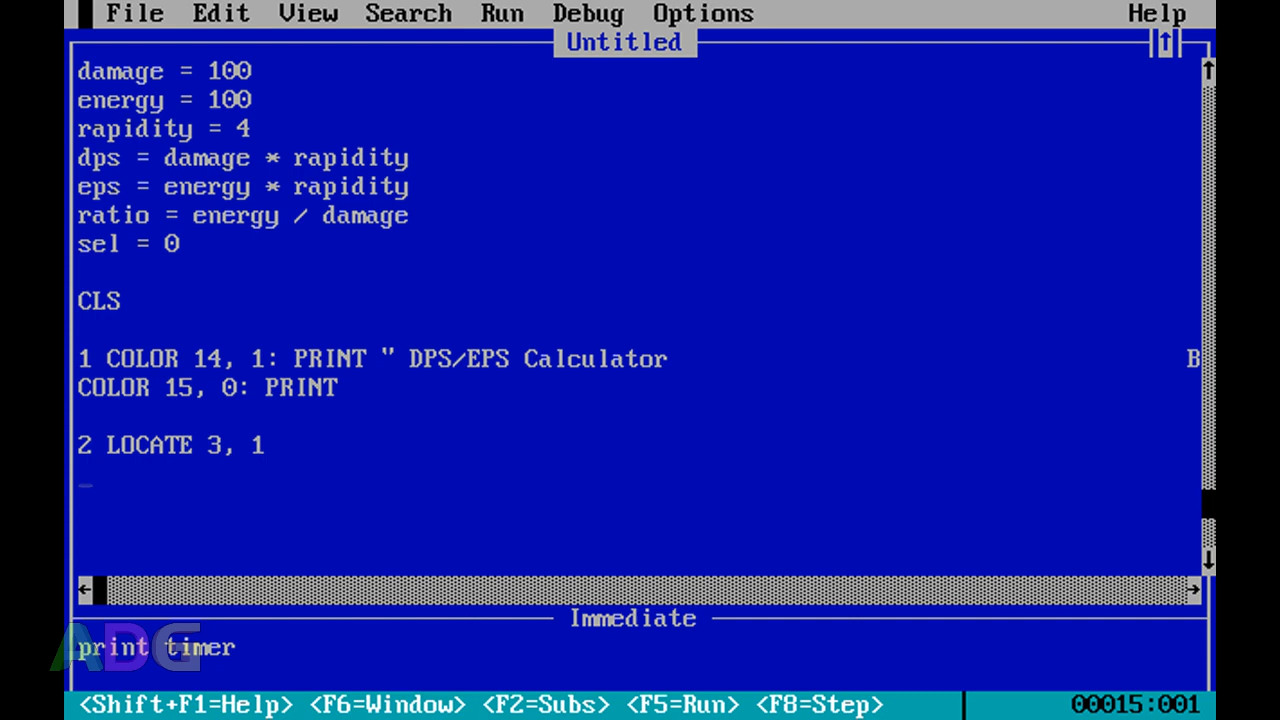 File Edit View Search Run Debug Options Help
Untitled
damage = 100
energy = 100
rapidity = 4
dps = damage * rapidity
eps = energy * rapidity
ratio = energy / damage
sel = 0
CLS
1 COLOR 14, 1: PRINT " DPS/EPS Calculator B
COLOR 15, 0: PRINT
2 LOCATE 3, 1
Immediate
print timer
ADG
<Shift+F1=Help> <F6=Window> <F2=Subs> <F5=Run> <F8=Step> 00015:001